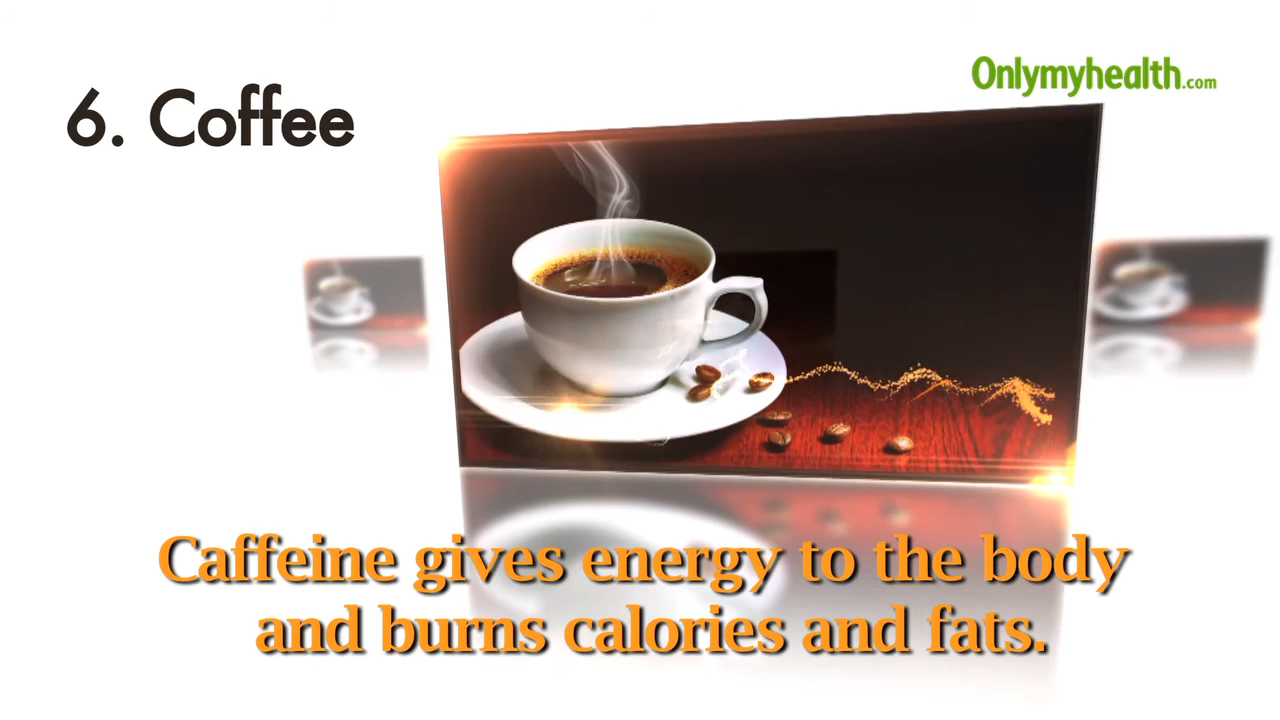 Onlymyhealth.com
6. Coffee
Caffeine gives energy to the body
and burns calories and fats.